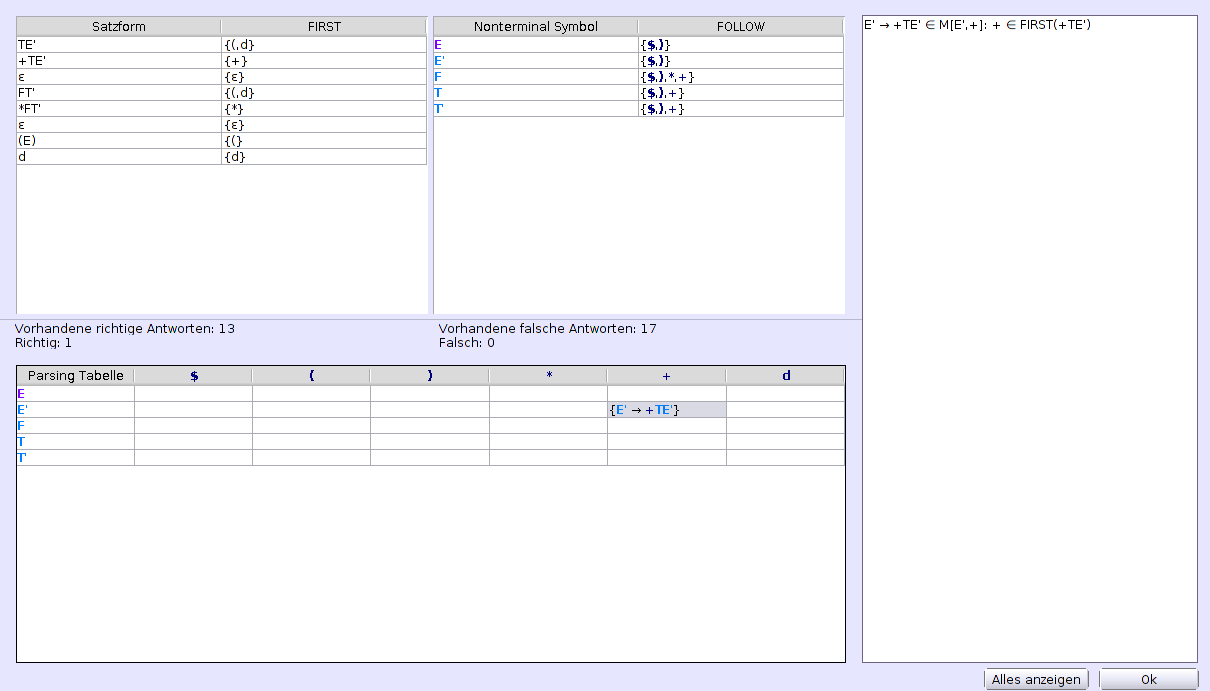 Satzform FIRST
TE' {(,d}
+TE' {+}
ε {ε}
FT' {(,d}
*FT' {*}
ε {ε}
(E) {(}
d {d}
Nonterminal Symbol FOLLOW
E {$,)}
E' {$,)}
F {$,),*,+}
T {$,),+}
T' {$,),+}
E' → +TE' ∈ M[E',+]: + ∈ FIRST(+TE')
Vorhandene richtige Antworten: 13
Richtig: 1
Vorhandene falsche Antworten: 17
Falsch: 0
Parsing Tabelle $ ( ) * + d
E
E' {E' → +TE'}
F
T
T'
Alles anzeigen Ok